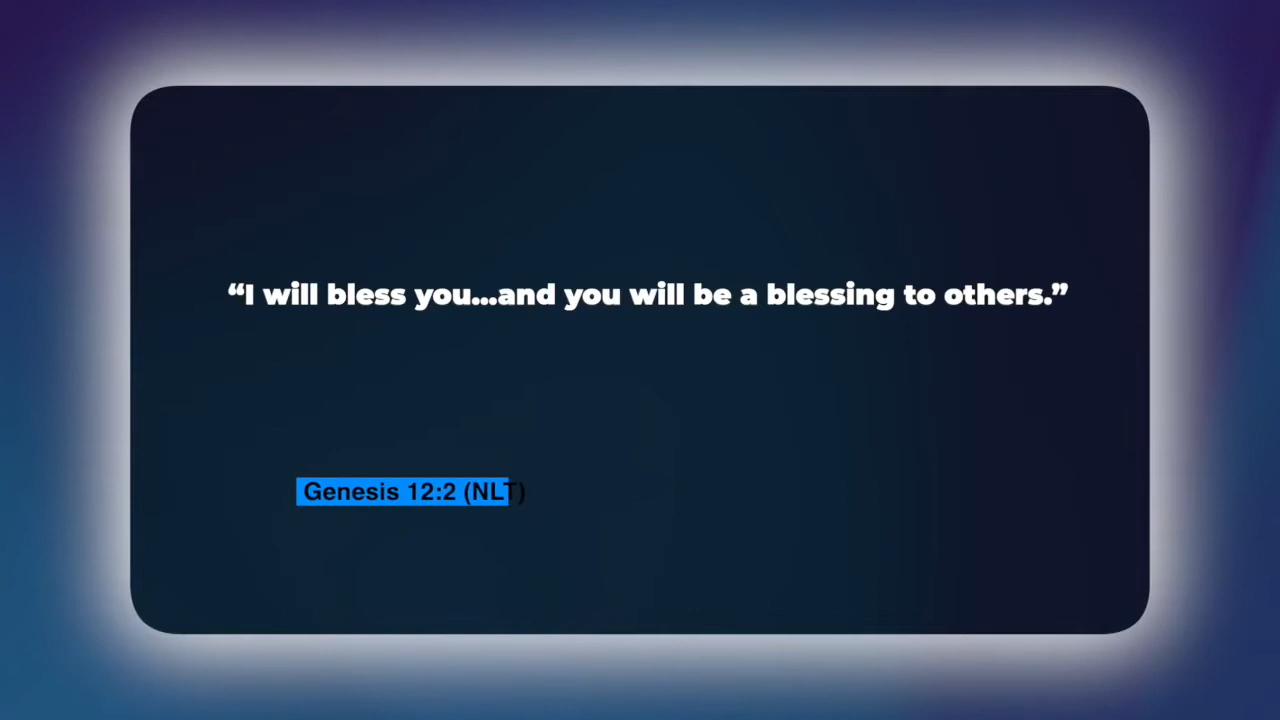 “I will bless you...and you will be a blessing to others.”
Genesis 12:2 (NLT)